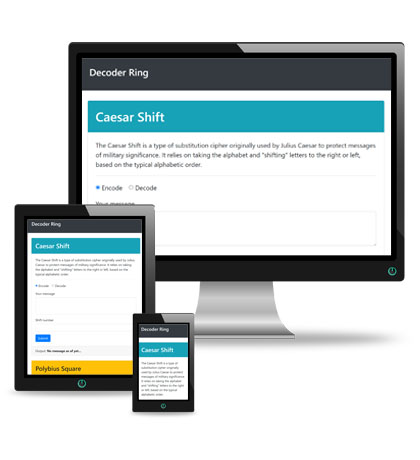 Decoder Ring
Caesar Shift
The Caesar Shift is a type of substitution cipher originally used by Julius Caesar to protect messages
of military significance. It relies on taking the alphabet and "shifting" letters to the right or left,
based on the typical alphabetic order.
Encode Decode
Your message
Decoder Ring
Caesar Shift
The Caesar Shift is a type of substitution cipher originally used by Julius
Caesar to protect messages of military significance. It relies on taking
the alphabet and "shifting" letters to the right or left, based on the
typical alphabetic order.
Encode Decode
Your message
Shift number
Submit
Output: No message as of yet...
Polybius Square
Decoder Ring
Caesar Shift
The Caesar Shift is a type of
substitution cipher originally
used by Julius Caesar to protect
messages of military
significance. It relies on taking
the alphabet and "shifting"
letters to the right or left, based
on the typical alphabetic order.